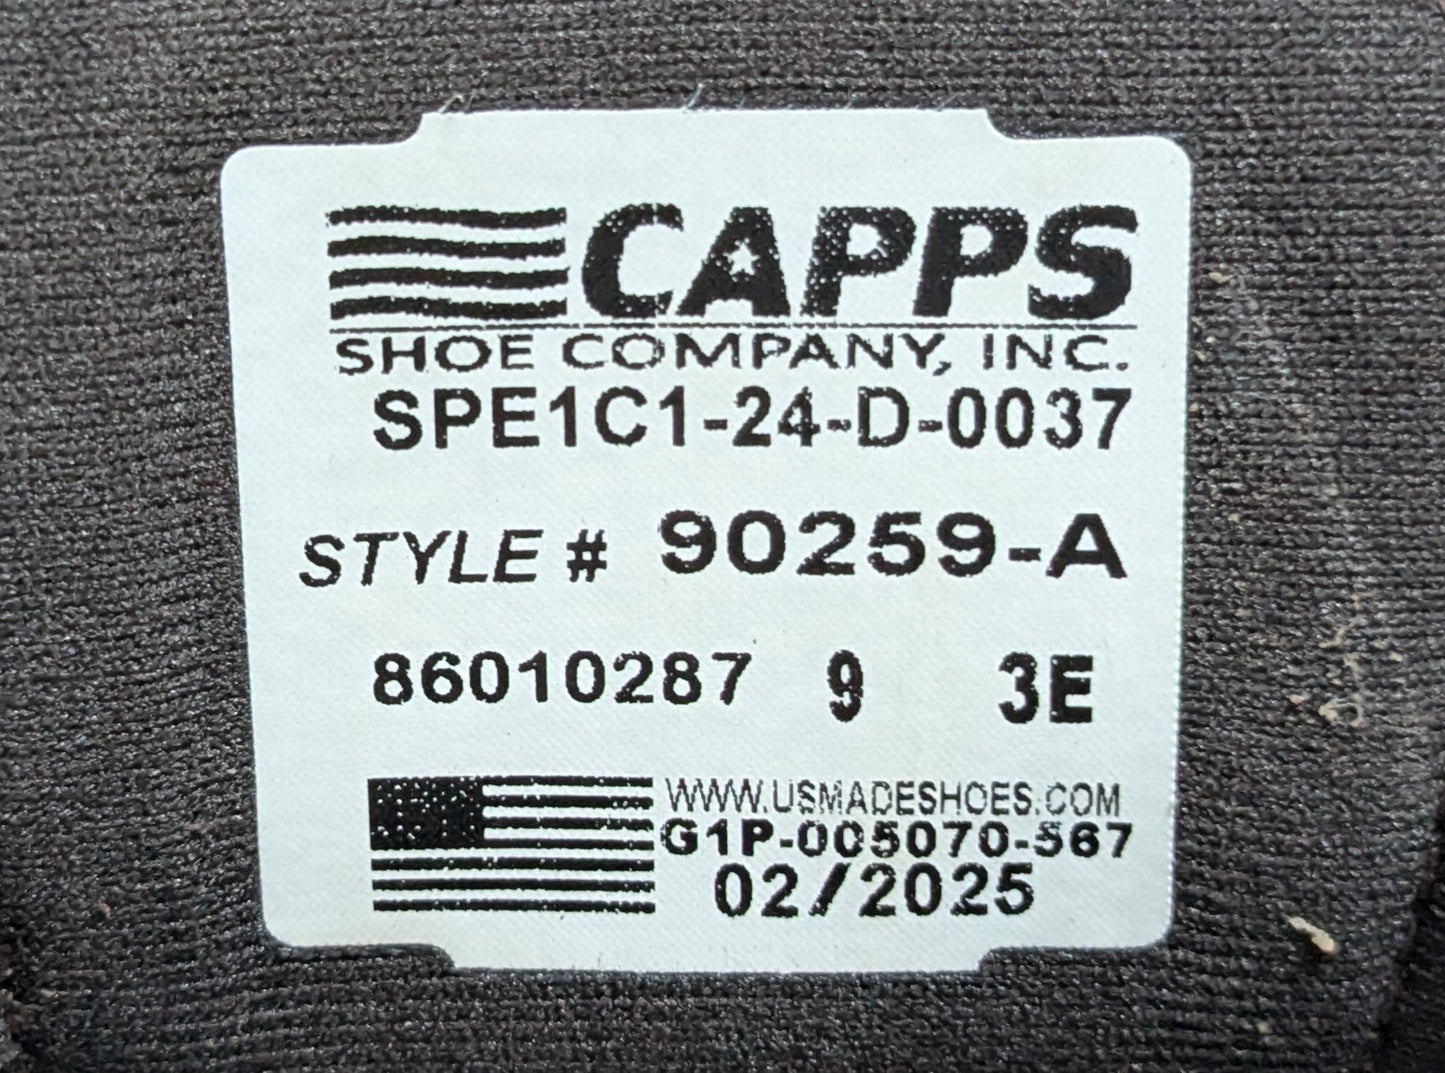 CAPPS
SHOE COMPANY, INC.
SPE1C1-24-D-0037
STYLE # 90259-A
86010287 9 3E
WWW.USMADESHOES.COM
G1P-005070-567
02/2025